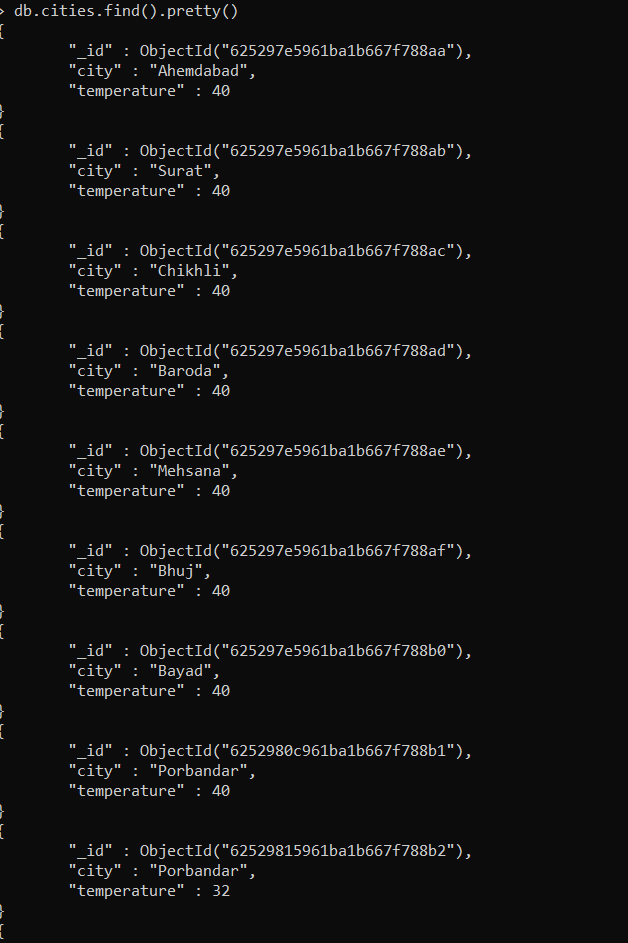 > db.cities.find().pretty()
{
"_id" : ObjectId("625297e5961ba1b667f788aa"),
"city" : "Ahemdabad",
"temperature" : 40
}
{
"_id" : ObjectId("625297e5961ba1b667f788ab"),
"city" : "Surat",
"temperature" : 40
}
{
"_id" : ObjectId("625297e5961ba1b667f788ac"),
"city" : "Chikhli",
"temperature" : 40
}
{
"_id" : ObjectId("625297e5961ba1b667f788ad"),
"city" : "Baroda",
"temperature" : 40
}
{
"_id" : ObjectId("625297e5961ba1b667f788ae"),
"city" : "Mehsana",
"temperature" : 40
}
{
"_id" : ObjectId("625297e5961ba1b667f788af"),
"city" : "Bhuj",
"temperature" : 40
}
{
"_id" : ObjectId("625297e5961ba1b667f788b0"),
"city" : "Bayad",
"temperature" : 40
}
{
"_id" : ObjectId("6252980c961ba1b667f788b1"),
"city" : "Porbandar",
"temperature" : 40
}
{
"_id" : ObjectId("62529815961ba1b667f788b2"),
"city" : "Porbandar",
"temperature" : 32
}
{